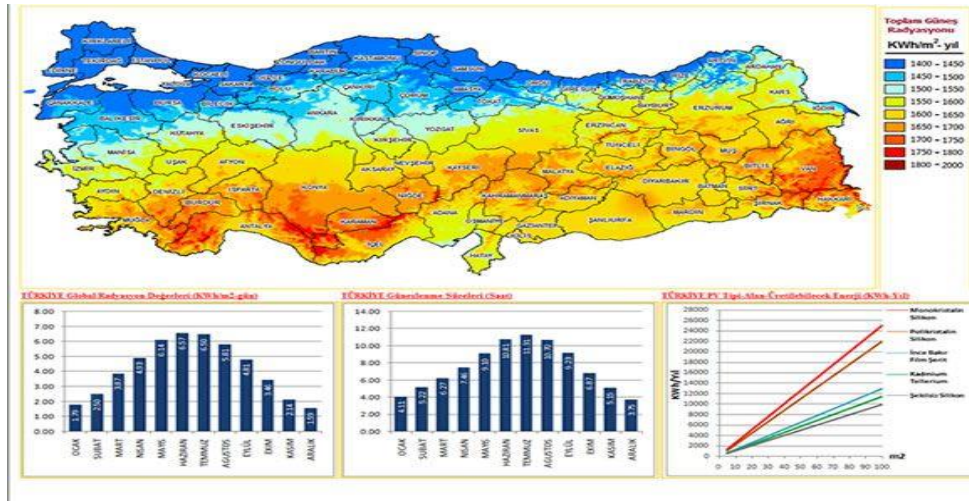 Toplam Güneş
Radyasyonu
KWh/m²- yıl
1400 - 1450
1450 - 1500
1500 - 1550
1550 - 1600
1600 - 1650
1650 - 1700
1700 - 1750
1750 - 1800
1800 - 2000
KIRKLARELİ
TEKİRDAĞ
EDİRNE
KOCAELİ
SAKARYA
KASTAMONU
SİNOP
SAMSUN
ARTVİN
ARDAHAN
KARS
ÇANAKKALE
BALIKESİR
BURSA
BİLECİK
BOLU
ÇANKIRI
ÇORUM
AMASYA
TOKAT
BAYBURT
ERZURUM
IĞDIR
AĞRI
KÜTAHYA
ESKİŞEHİR
ANKARA
KIRIKKALE
YOZGAT
SİVAS
ERZİNCAN
TUNCELİ
BİNGÖL
MUŞ
MANİSA
İZMİR
UŞAK
AFYON
KIRŞEHİR
NEVŞEHİR
AKSARAY
KAYSERİ
MALATYA
ELAZIĞ
BİTLİS
VAN
AYDIN
DENİZLİ
ISPARTA
BURDUR
KONYA
NİĞDE
KAHRAMANMARAŞ
ADIYAMAN
DİYARBAKIR
BATMAN
SİİRT
HAKKARİ
MUĞLA
ANTALYA
KARAMAN
İÇEL
ADANA
OSMANİYE
GAZİANTEP
KİLİS
ŞANLIURFA
MARDİN
ŞIRNAK
HATAY
TÜRKİYE Global Radyasyon Değerleri (KWh/m2-gün)
8.00
7.00
6.00
5.00
4.00
3.00
2.00
1.00
0.00
1.79
2.50
3.87
4.93
6.14
6.57
6.50
5.81
4.81
3.46
2.14
1.59
OCAK
ŞUBAT
MART
NİSAN
MAYIS
HAZİRAN
TEMMUZ
AĞUSTOS
EYLÜL
EKİM
KASIM
ARALIK
TÜRKİYE Güneşlenme Süreleri (Saat)
14.00
12.00
10.00
8.00
6.00
4.00
2.00
0.00
4.11
5.22
6.27
7.46
9.10
10.81
11.31
10.70
9.23
6.87
5.15
3.75
OCAK
ŞUBAT
MART
NİSAN
MAYIS
HAZİRAN
TEMMUZ
AĞUSTOS
EYLÜL
EKİM
KASIM
ARALIK
TÜRKİYE PV Tipi-Alan-Üretilebilecek Enerji (KWh-Yıl)
KWh/Yıl
28000
26000
24000
22000
20000
18000
16000
14000
12000
10000
8000
6000
4000
2000
0
0 10 20 30 40 50 60 70 80 90 100
m2
Monokristalin
Silikon
Polikristalin
Silikon
İnce Bakır
Film Şerit
Kadmium
Tellerium
Şekilsiz Silikon